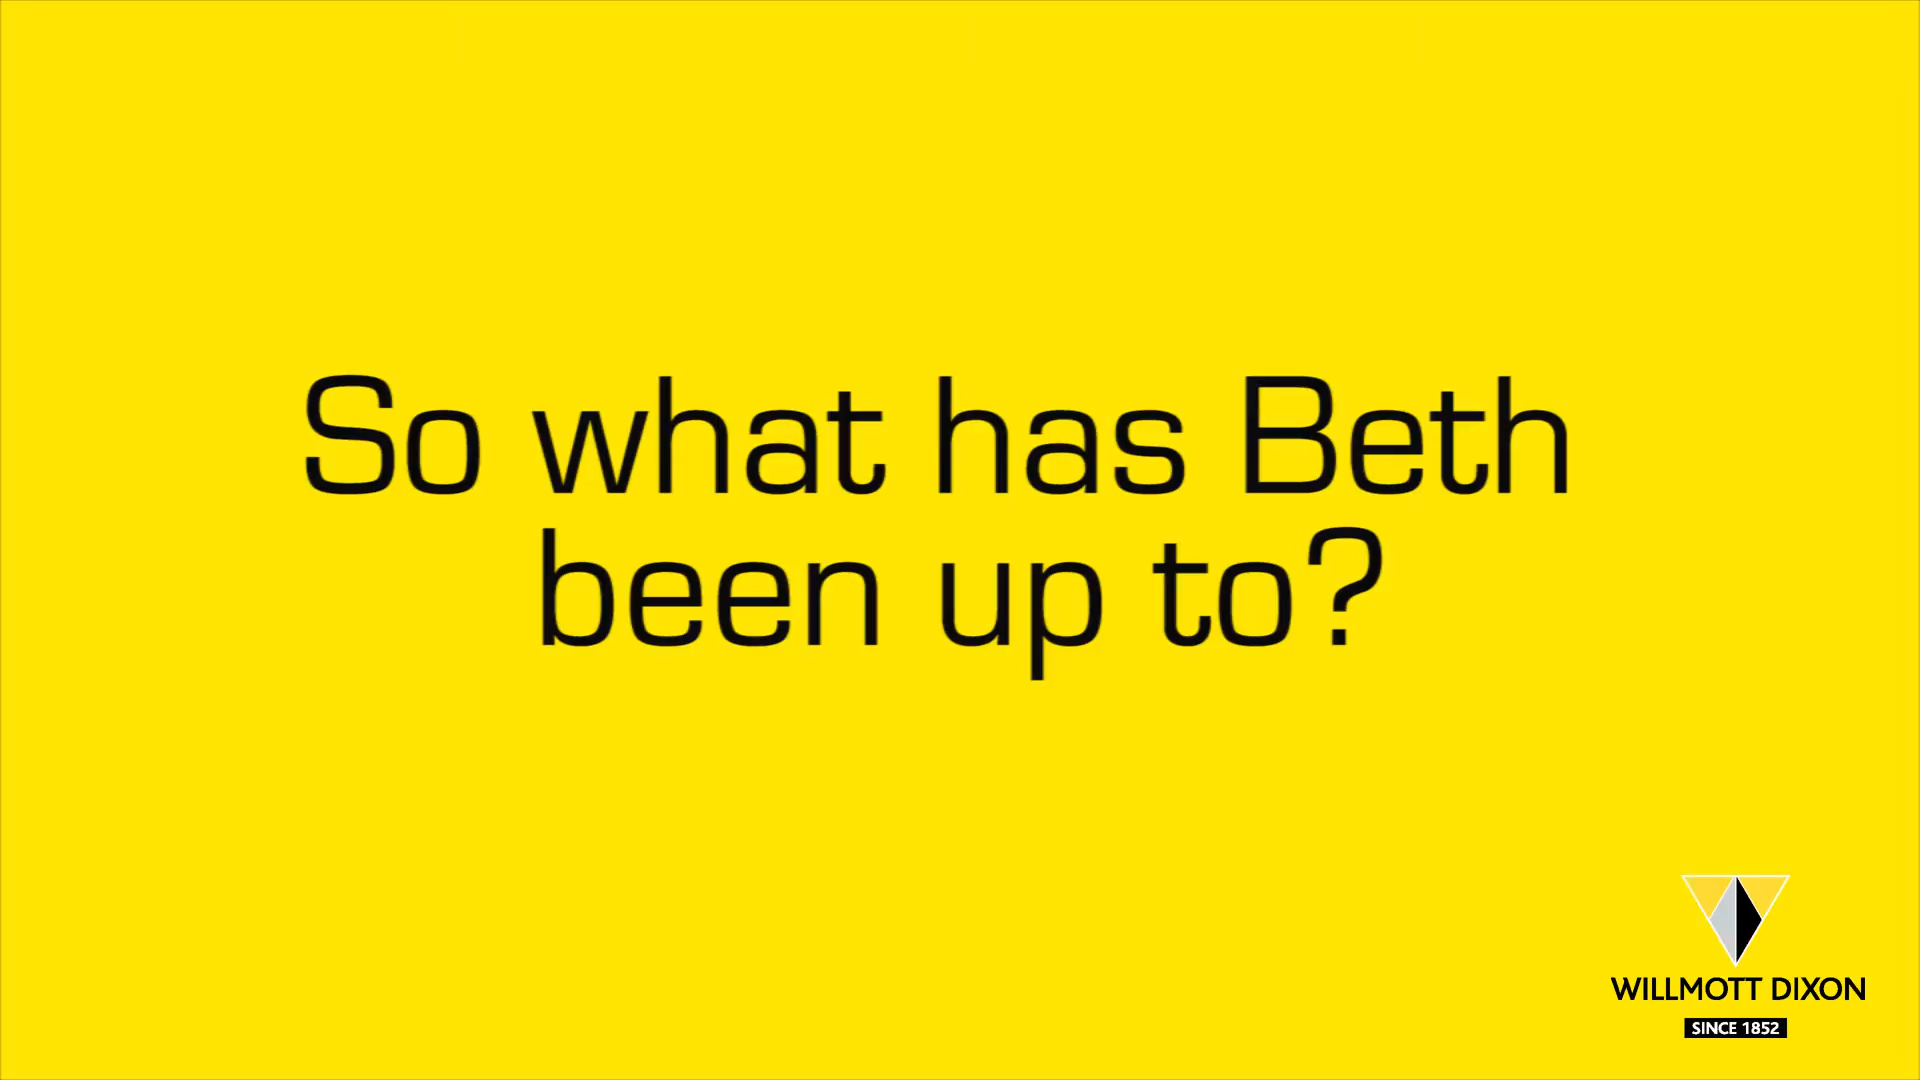 So what has Beth
been up to?
WILLMOTT DIXON
SINCE 1852